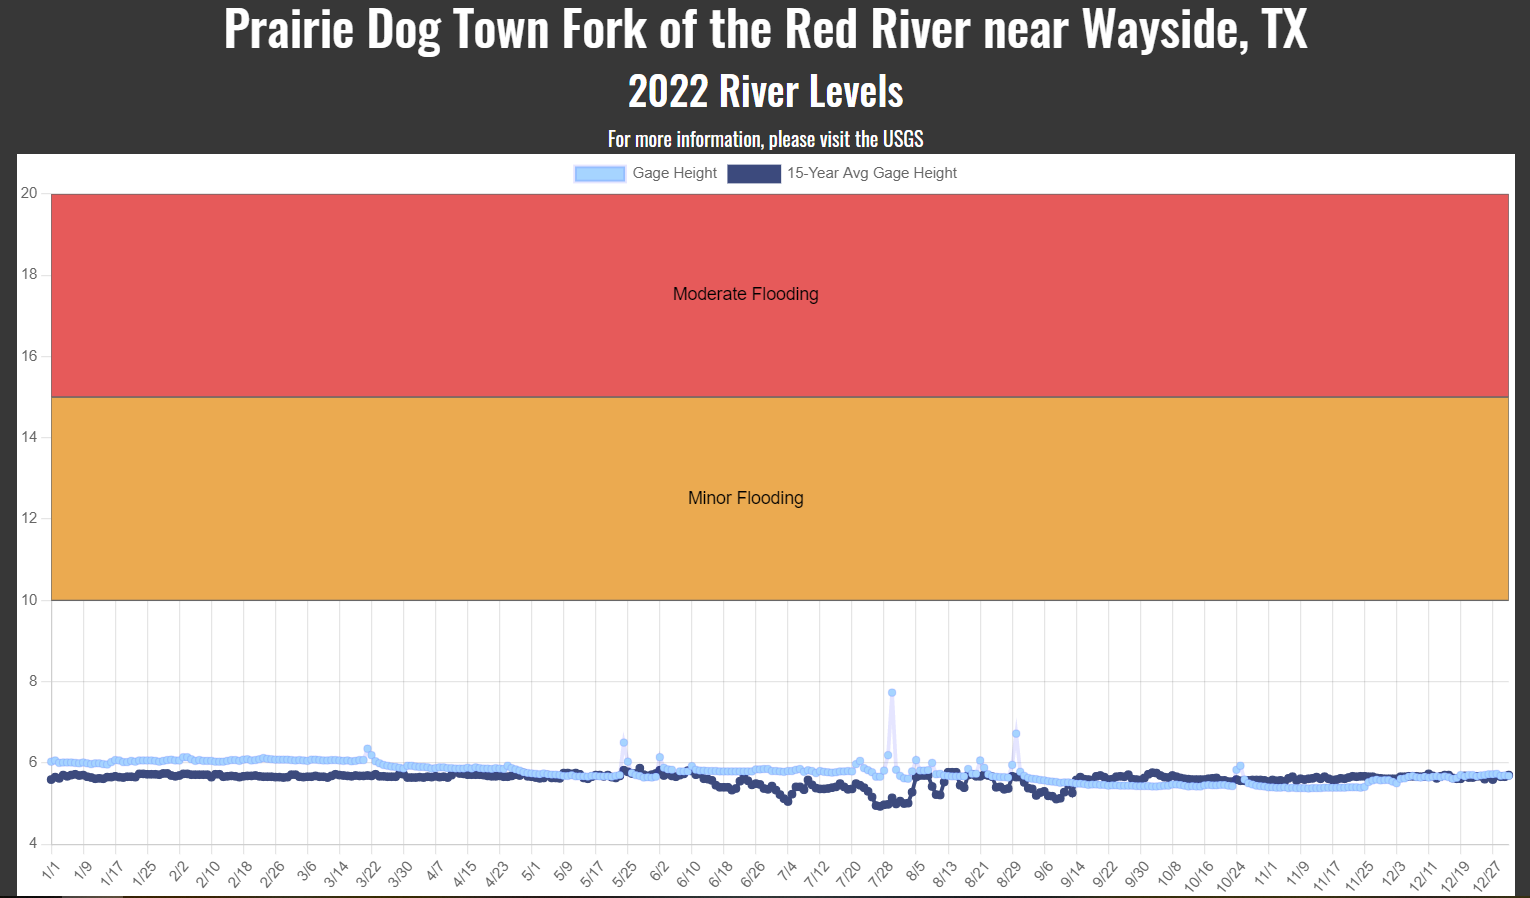 Prairie Dog Town Fork of the Red River near Wayside, TX
2022 River Levels
For more information, please visit the USGS
Gage Height 15-Year Avg Gage Height
20
18
Moderate Flooding
16
14
Minor Flooding
12
10
8
6
4
1/1 1/9 1/17 1/25 2/2 2/10 2/18 2/26 3/6 3/14 3/22 3/30 4/7 4/15 4/23 5/1 5/9 5/17 5/25 6/2 6/10 6/18 6/26 7/4 7/12 7/20 7/28 8/5 8/13 8/21 8/29 9/6 9/14 9/22 9/30 10/8 10/16 10/24 11/1 11/9 11/17 11/25 12/3 12/11 12/19 12/27